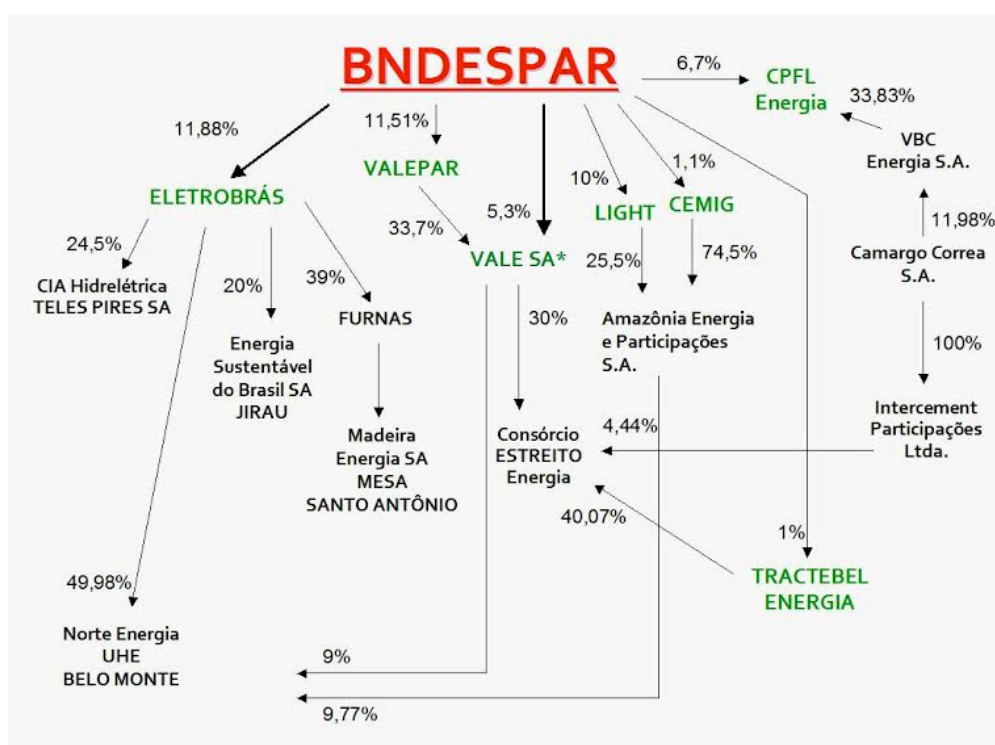 BNDESPAR
6,7%
CPFL
Energia
33,83%
VBC
Energia S.A.
11,88%
11,51%
VALEPAR
10%
1,1%
ELETROBRÁS
5,3%
LIGHT
CEMIG
11,98%
24,5%
33,7%
VALE SA*
25,5%
74,5%
Camargo Correa
S.A.
CIA Hidrelétrica
TELES PIRES SA
20%
39%
FURNAS
30%
Amazônia Energia
e Participações
S.A.
100%
Energia
Sustentável
do Brasil SA
JIRAU
Intercement
Participações
Ltda.
Madeira
Energia SA
MESA
SANTO ANTÔNIO
Consórcio
ESTREITO
Energia
4,44%
40,07%
1%
49,98%
TRACTEBEL
ENERGIA
Norte Energia
UHE
BELO MONTE
9%
9,77%